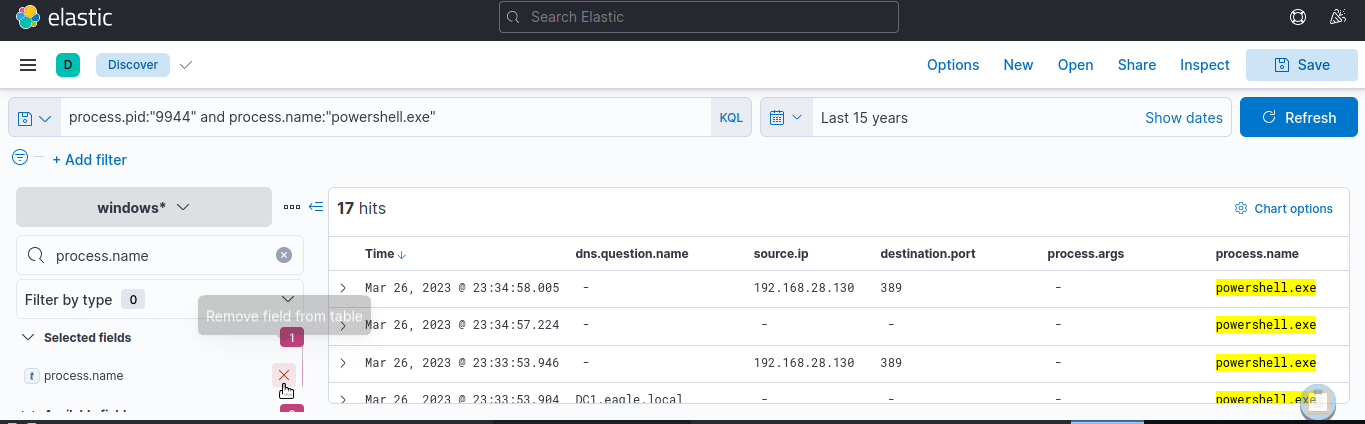 elastic
Search Elastic
D Discover Options New Open Share Inspect Save
process.pid:"9944" and process.name:"powershell.exe" KQL Last 15 years Show dates Refresh
+ Add filter
windows*
process.name
Filter by type 0
Remove field from table
Selected fields 1
t process.name
17 hits Chart options
Time dns.question.name source.ip destination.port process.args process.name
Mar 26, 2023 @ 23:34:58.005 - 192.168.28.130 389 - powershell.exe
Mar 26, 2023 @ 23:34:57.224 - - - - powershell.exe
Mar 26, 2023 @ 23:33:53.946 - 192.168.28.130 389 - powershell.exe
Mar 26, 2023 @ 23:33:53.904 DC1.eagle.local - - - powershell.exe